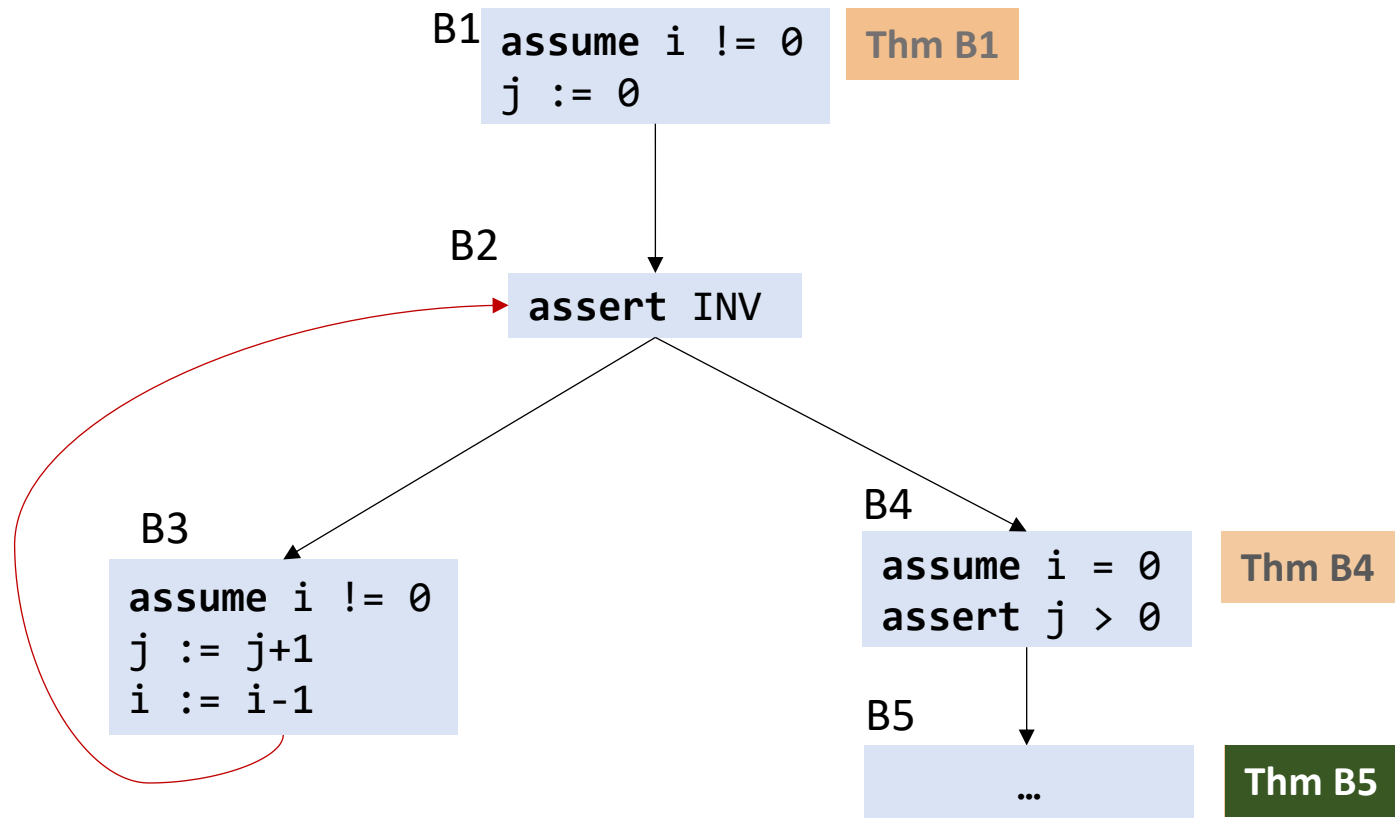 B1
assume i != 0
j := 0
Thm B1
B2
assert INV
B3
assume i != 0
j := j+1
i := i-1
B4
assume i = 0
assert j > 0
Thm B4
B5
…
Thm B5